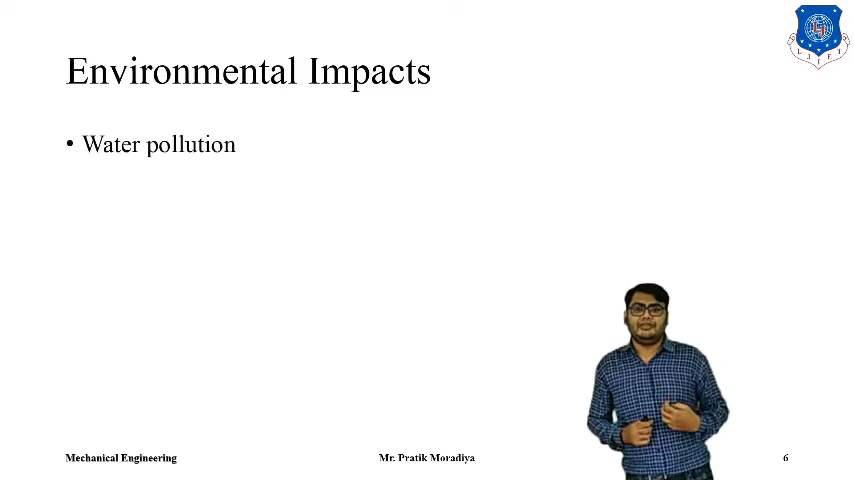 L J I E T
Environmental Impacts
• Water pollution
Mechanical Engineering
Mr. Pratik Moradiya
6